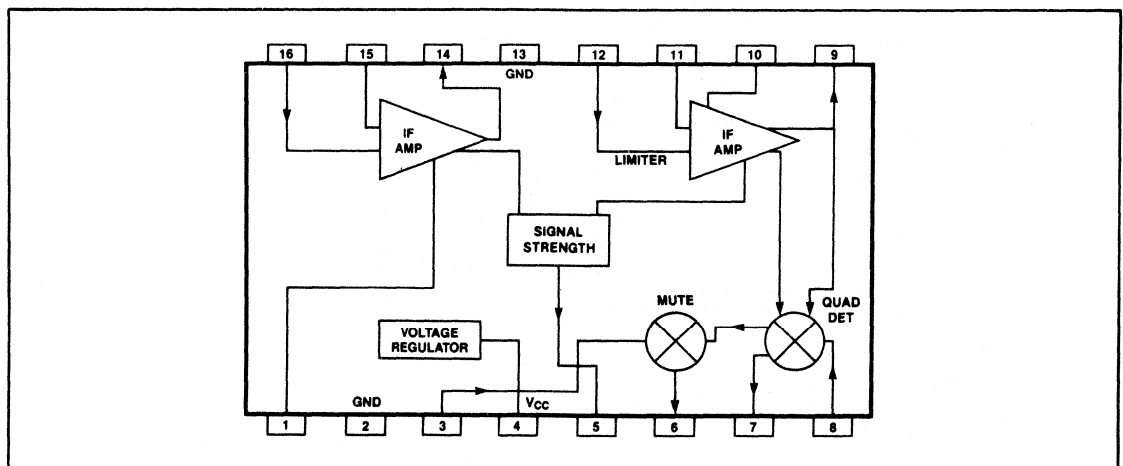 16 15 14 13 12 11 10 9
GND
IF
AMP
IF
AMP
LIMITER
SIGNAL
STRENGTH
MUTE
QUAD
DET
VOLTAGE
REGULATOR
GND
VCC
1 2 3 4 5 6 7 8